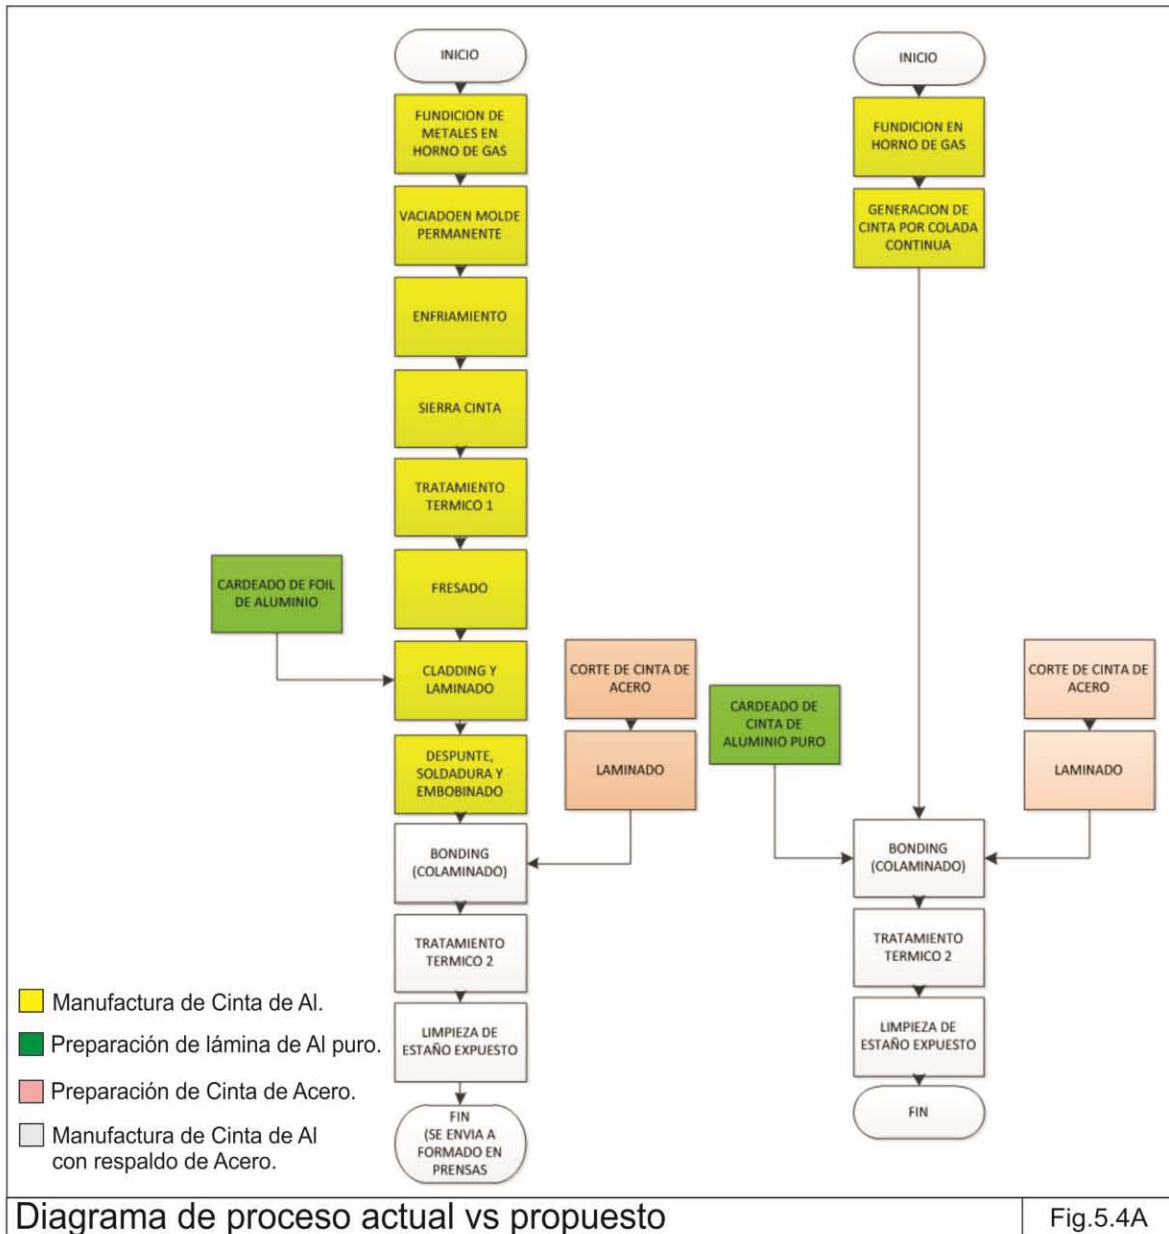 INICIO
FUNDICION DE
METALES EN
HORNO DE GAS
VACIADOEN MOLDE
PERMANENTE
ENFRIAMIENTO
SIERRA CINTA
TRATAMIENTO
TERMICO 1
FRESADO
CARDEADO DE FOIL
DE ALUMINIO
CLADDING Y
LAMINADO
DESPUNTE,
SOLDADURA Y
EMBOBINADO
CORTE DE CINTA DE
ACERO
LAMINADO
BONDING
(COLAMINADO)
TRATAMIENTO
TERMICO 2
LIMPIEZA DE
ESTAÑO EXPUESTO
FIN
(SE ENVIA A
FORMADO EN
PRENSAS
INICIO
FUNDICION EN
HORNO DE GAS
GENERACION DE
CINTA POR COLADA
CONTINUA
CARDEADO DE
CINTA DE
ALUMINIO PURO
CORTE DE CINTA DE
ACERO
LAMINADO
BONDING
(COLAMINADO)
TRATAMIENTO
TERMICO 2
LIMPIEZA DE
ESTAÑO EXPUESTO
FIN
Manufactura de Cinta de Al.
Preparación de lámina de Al puro.
Preparación de Cinta de Acero.
Manufactura de Cinta de Al
con respaldo de Acero.
Diagrama de proceso actual vs propuesto
Fig.5.4A